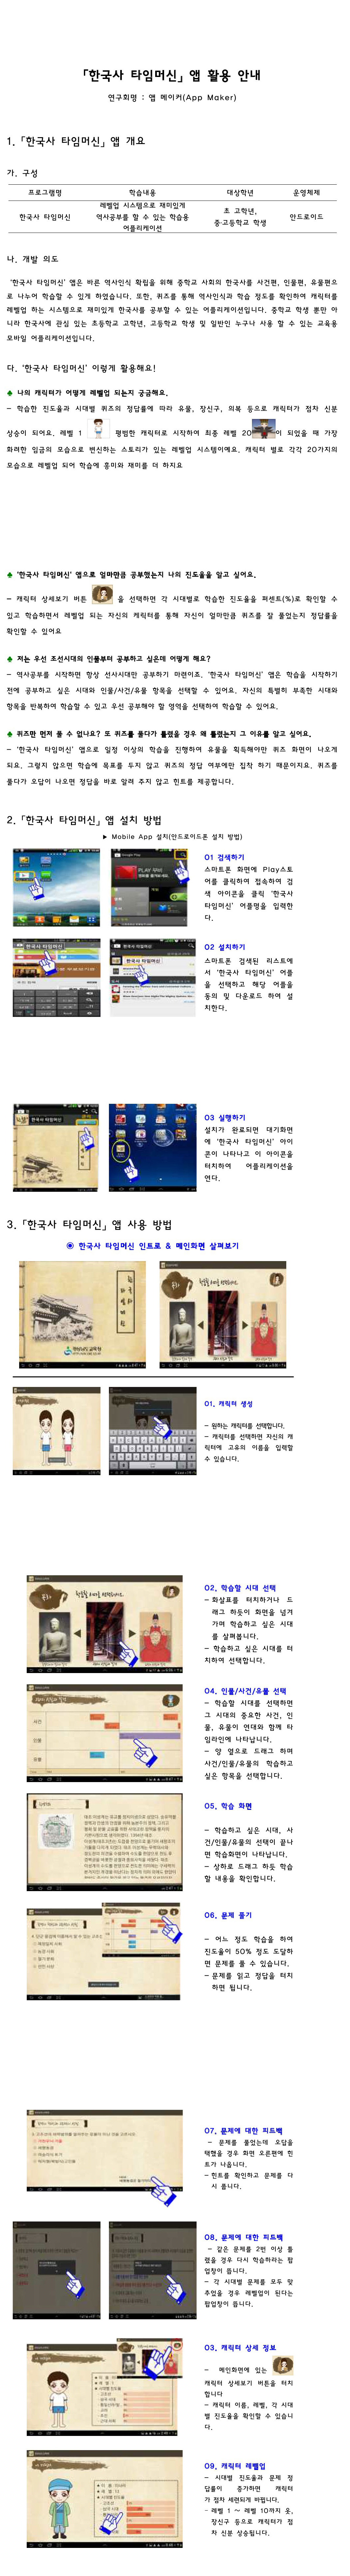 「한국사 타임머신」 앱 활용 안내
연구회명 : 앱 메이커(App Maker)
1. 「한국사 타임머신」 앱 개요
가. 구성
프로그램명 학습내용 대상학년 운영체제
한국사 타임머신
레벨업 시스템으로 재미있게
역사공부를 할 수 있는 학습용
어플리케이션
초 고학년,
중·고등학교 학생
안드로이드
나. 개발 의도
'한국사 타임머신' 앱은 바른 역사인식 확립을 위해 중학교 사회의 한국사를 사건편, 인물편, 유물편으
로 나누어 학습할 수 있게 하였습니다. 또한, 퀴즈를 통해 역사인식과 학습 정도를 확인하여 캐릭터를
레벨업 하는 시스템으로 재미있게 한국사를 공부할 수 있는 어플리케이션입니다. 중학교 학생 뿐만 아
니라 한국사에 관심 있는 초등학교 고학년, 고등학교 학생 및 일반인 누구나 사용 할 수 있는 교육용
모바일 어플리케이션입니다.
다. '한국사 타임머신' 이렇게 활용해요!
♣ 나의 캐릭터가 어떻게 레벨업 되는지 궁금해요.
- 학습한 진도율과 시대별 퀴즈의 정답률에 따라 유물, 장신구, 의복 등으로 캐릭터가 점차 신분
상승이 되어요. 레벨 1 평범한 캐릭터로 시작하여 최종 레벨 20 이 되었을 때 가장
화려한 임금의 모습으로 변신하는 스토리가 있는 레벨업 시스템이예요. 캐릭터 별로 각각 20가지의
모습으로 레벨업 되어 학습에 흥미와 재미를 더 하지요
♣ '한국사 타임머신' 앱으로 얼마만큼 공부했는지 나의 진도율을 알고 싶어요.
- 캐릭터 상세보기 버튼 을 선택하면 각 시대별로 학습한 진도율을 퍼센트(%)로 확인할 수
있고 학습하면서 레벨업 되는 자신의 케릭터를 통해 자신이 얼마만큼 퀴즈를 잘 풀었는지 정답률을
확인할 수 있어요
♣ 저는 우선 조선시대의 인물부터 공부하고 싶은데 어떻게 해요?
- 역사공부를 시작하면 항상 선사시대만 공부하기 마련이죠. '한국사 타임머신' 앱은 학습을 시작하기
전에 공부하고 싶은 시대와 인물/사건/유물 항목을 선택할 수 있어요. 자신의 특별히 부족한 시대와
항목을 반복하여 학습할 수 있고 우선 공부해야 할 영역을 선택하여 학습할 수 있어요.
♣ 퀴즈만 먼저 풀 수 없나요? 또 퀴즈를 풀다가 틀렸을 경우 왜 틀렸는지 그 이유를 알고 싶어요.
- '한국사 타임머신' 앱으로 일정 이상의 학습을 진행하여 유물을 획득해야만 퀴즈 화면이 나오게
되요. 그렇지 않으면 학습에 목표를 두지 않고 퀴즈의 정답 여부에만 집착 하기 때문이지요. 퀴즈를
풀다가 오답이 나오면 정답을 바로 알려 주지 않고 힌트를 제공합니다.
2. 「한국사 타임머신」 앱 설치 방법
► Mobile App 설치(안드로이드폰 설치 방법)
01 검색하기
스마트폰 화면에 Play스토
어를 클릭하여 접속하여 검
색 아이콘을 클릭 '한국사
타임머신' 어플명을 입력한
다.
02 설치하기
스마트폰 검색된 리스트에
서 '한국사 타임머신' 어플
을 선택하고 해당 어플을
동의 및 다운로드 하여 설
치한다.
03 실행하기
설치가 완료되면 대기화면
에 '한국사 타임머신' 아이
콘이 나타나고 이 아이콘을
터치하여 어플리케이션을
연다.
3. 「한국사 타임머신」 앱 사용 방법
◉ 한국사 타임머신 인트로 & 메인화면 살펴보기
01. 캐릭터 생성
- 원하는 캐릭터를 선택합니다.
- 캐릭터를 선택하면 자신의 캐
릭터에 고유의 이름을 입력할
수 있습니다.
02. 학습할 시대 선택
- 화살표를 터치하거나 드
래그 하듯이 화면을 넘겨
가며 학습하고 싶은 시대
를 살펴봅니다.
- 학습하고 싶은 시대를 터
치하여 선택합니다.
04. 인물/사건/유물 선택
- 학습할 시대를 선택하면
그 시대의 중요한 사건, 인
물, 유물이 연대와 함께 타
임라인에 나타납니다.
- 양 옆으로 드래그 하며
사건/인물/유물의 학습하고
싶은 항목을 선택합니다.
05. 학습 화면
- 학습하고 싶은 시대, 사
건/인물/유물의 선택이 끝나
면 학습화면이 나타납니다.
- 상하로 드래그 하듯 학습
할 내용을 확인합니다.
06. 문제 풀기
- 어느 정도 학습을 하여
진도율이 50% 정도 도달하
면 문제를 풀 수 있습니다.
- 문제를 읽고 정답을 터치
하면 됩니다.
07. 문제에 대한 피드백
- 문제를 풀었는데 오답을
택했을 경우 화면 오른편에 힌
트가 나옵니다.
- 힌트를 확인하고 문제를 다
시 풉니다.
08. 문제에 대한 피드백
- 같은 문제를 2번 이상 틀
렸을 경우 다시 학습하라는 팝
업창이 뜹니다.
- 각 시대별 문제를 모두 맞
추었을 경우 레벨업이 된다는
팝업창이 뜹니다.
03. 캐릭터 상세 정보
- 메인화면에 있는
캐릭터 상세보기 버튼을 터치
합니다
- 캐릭터 이름, 레벨, 각 시대
별 진도율을 확인할 수 있습니
다.
09. 캐릭터 레벨업
- 시대별 진도율과 문제 정
답률이 증가하면 캐릭터
가 점차 세련되게 바뀝니다.
- 레벨 1 ~ 레벨 10까지 옷,
장신구 등으로 캐릭터가 점
차 신분 상승됩니다.